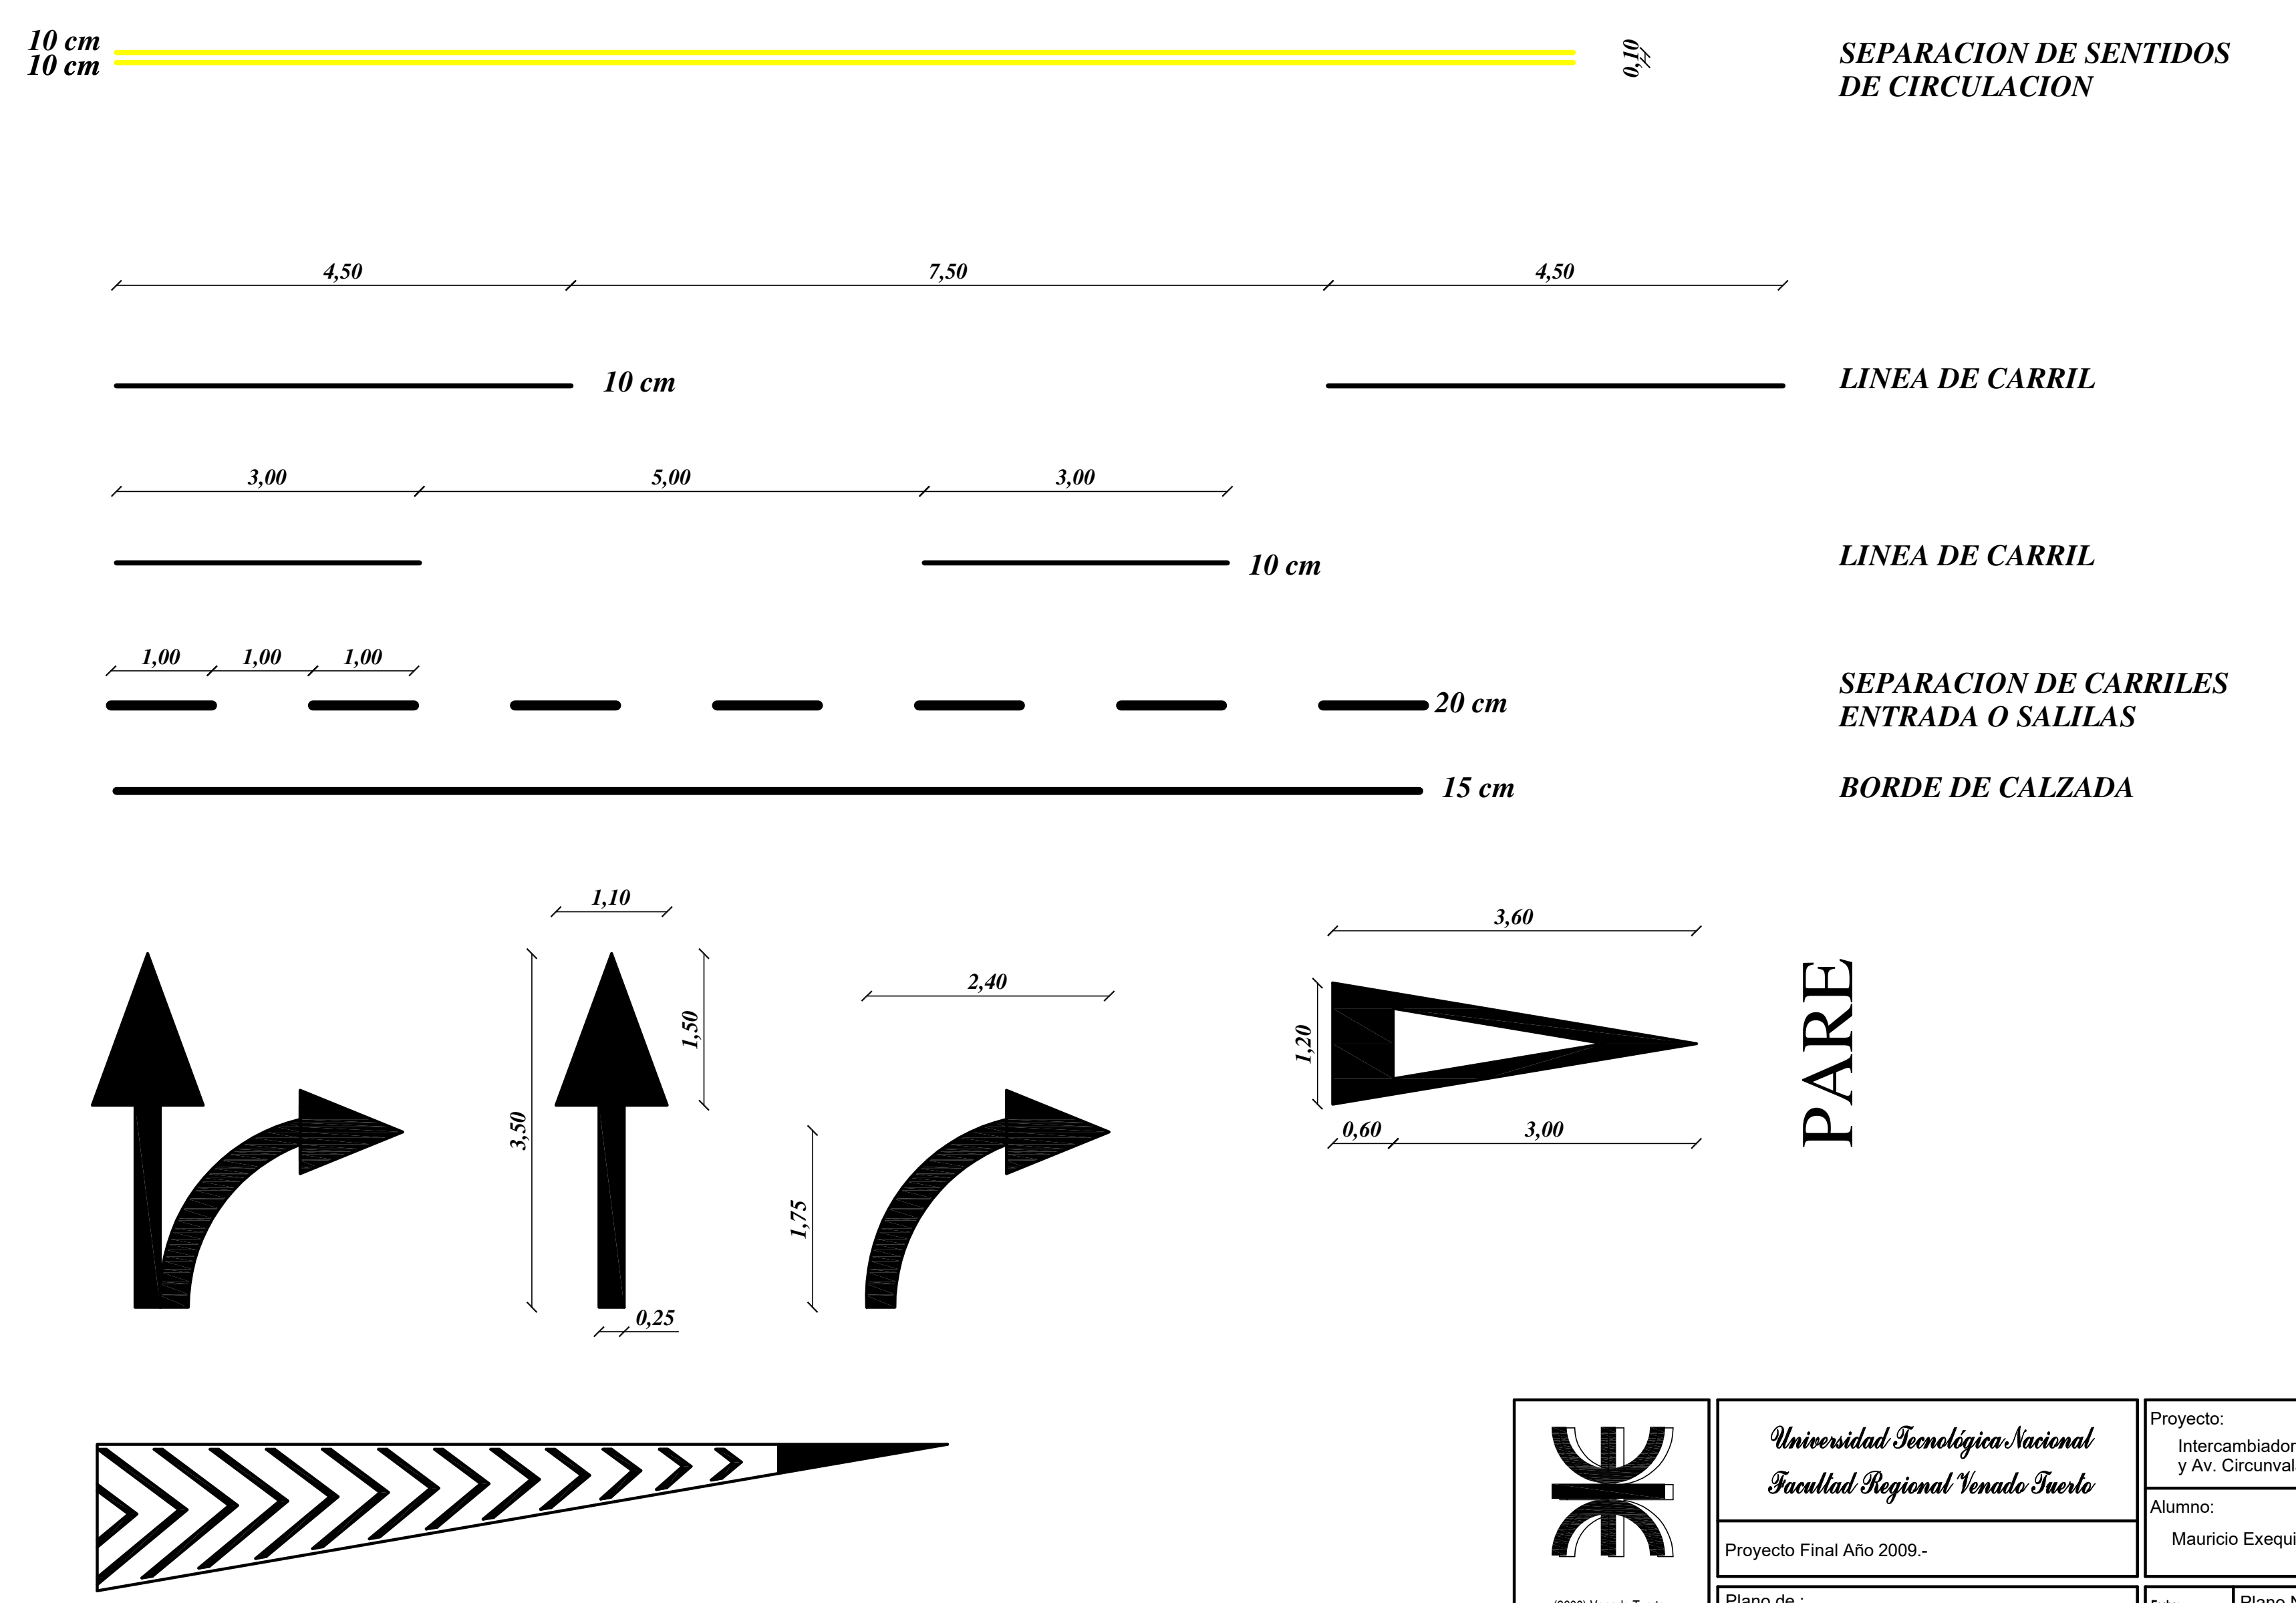 10 cm
10 cm
0,10
SEPARACION DE SENTIDOS
DE CIRCULACION
4,50
7,50
4,50
10 cm
LINEA DE CARRIL
3,00
5,00
3,00
10 cm
LINEA DE CARRIL
1,00
1,00
1,00
20 cm
SEPARACION DE CARRILES
ENTRADA O SALILAS
15 cm
BORDE DE CALZADA
1,10
3,50
1,50
0,25
2,40
1,75
3,60
1,20
0,60
3,00
PARE
Universidad Tecnológica Nacional
Facultad Regional Venado Tuerto
Proyecto Final Año 2009.-
Plano de :
Proyecto:
Intercambiador
y Av. Circunval
Alumno:
Mauricio Exequi
Plano